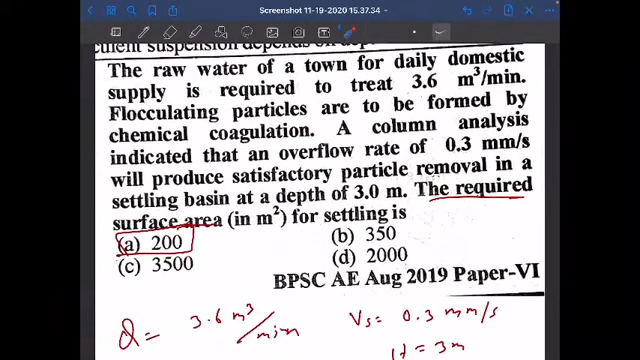 Screenshot 11-19-2020 15.37.34
The raw water of a town for daily domestic
supply is required to treat 3.6 m³/min.
Flocculating particles are to be formed by
chemical coagulation. A column analysis
indicated that an overflow rate of 0.3 mm/s
will produce satisfactory particle removal in a
settling basin at a depth of 3.0 m. The required
surface area (in m²) for settling is
(a) 200 (b) 350
(c) 3500 (d) 2000
BPSC AE Aug 2019 Paper-VI
Q = 3.6 m³/min Vs = 0.3 mm/s
H = 3m